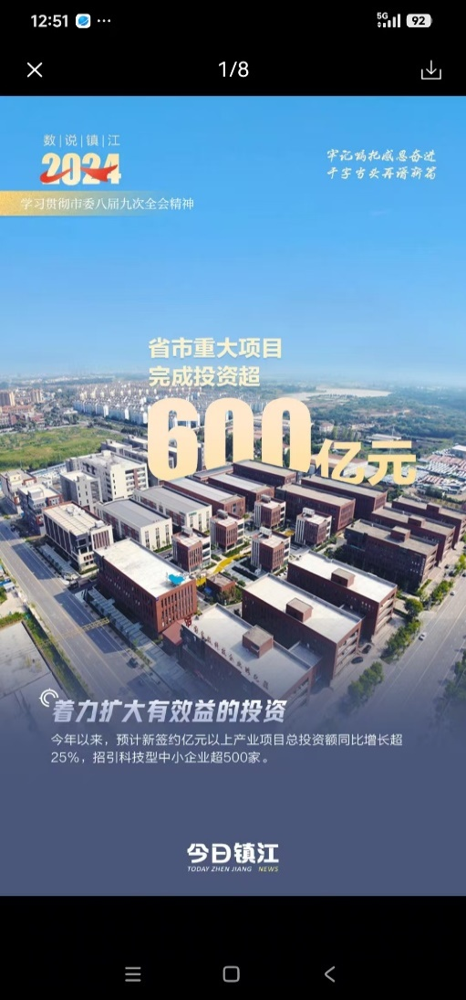 12:51
5G
92
1/8
数|说|镇|江
2024
学习贯彻市委八届九次全会精神
牢记嘱托感恩奋进
千字当头再谱新篇
省市重大项目
完成投资超
600亿元
着力扩大有效益的投资
今年以来，预计新签约亿元以上产业项目总投资额同比增长超
25%，招引科技型中小企业超500家。
今日镇江
TODAY ZHEN JIANG NEWS